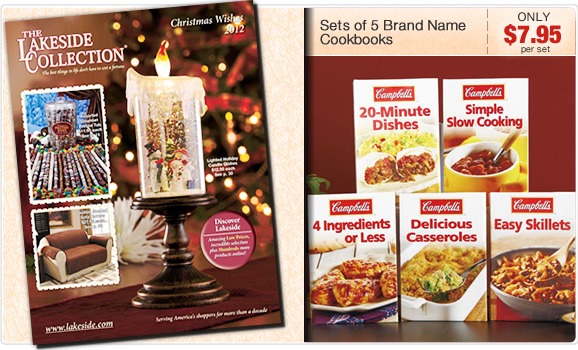 THE
LAKESIDE
COLLECTION®
The best things in life don't have to cost a fortune
Christmas Wishes
2012
Lighted Holiday
Candle Globes
$12.95 each
Discover
Lakeside
Amazing Low Prices,
incredible selection
plus Hundreds more
products online!
Serving America's shoppers for more than a decade
www.lakeside.com
Sets of 5 Brand Name
Cookbooks
ONLY
$7.95
per set
Campbell's
20-Minute
Dishes
Campbell's
Simple
Slow Cooking
Campbell's
4 Ingredients
or Less
Campbell's
Delicious
Casseroles
Campbell's
Easy Skillets